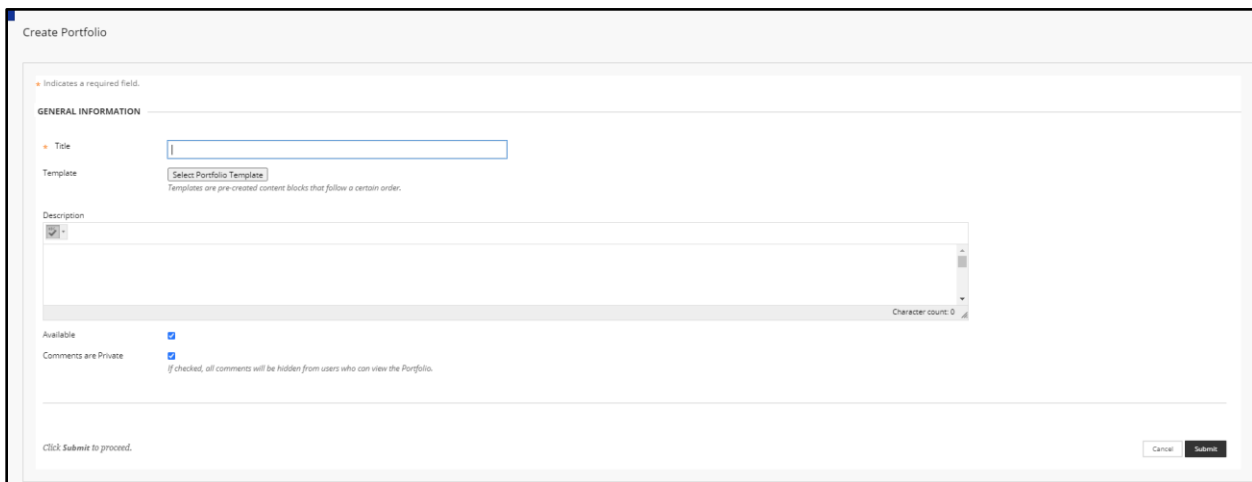 Create Portfolio
* Indicates a required field.
GENERAL INFORMATION
* Title
Template
Select Portfolio Template
Templates are pre-created content blocks that follow a certain order.
Description
Character count: 0
Available
Comments are Private
If checked, all comments will be hidden from users who can view the Portfolio.
Click Submit to proceed.
Cancel Submit